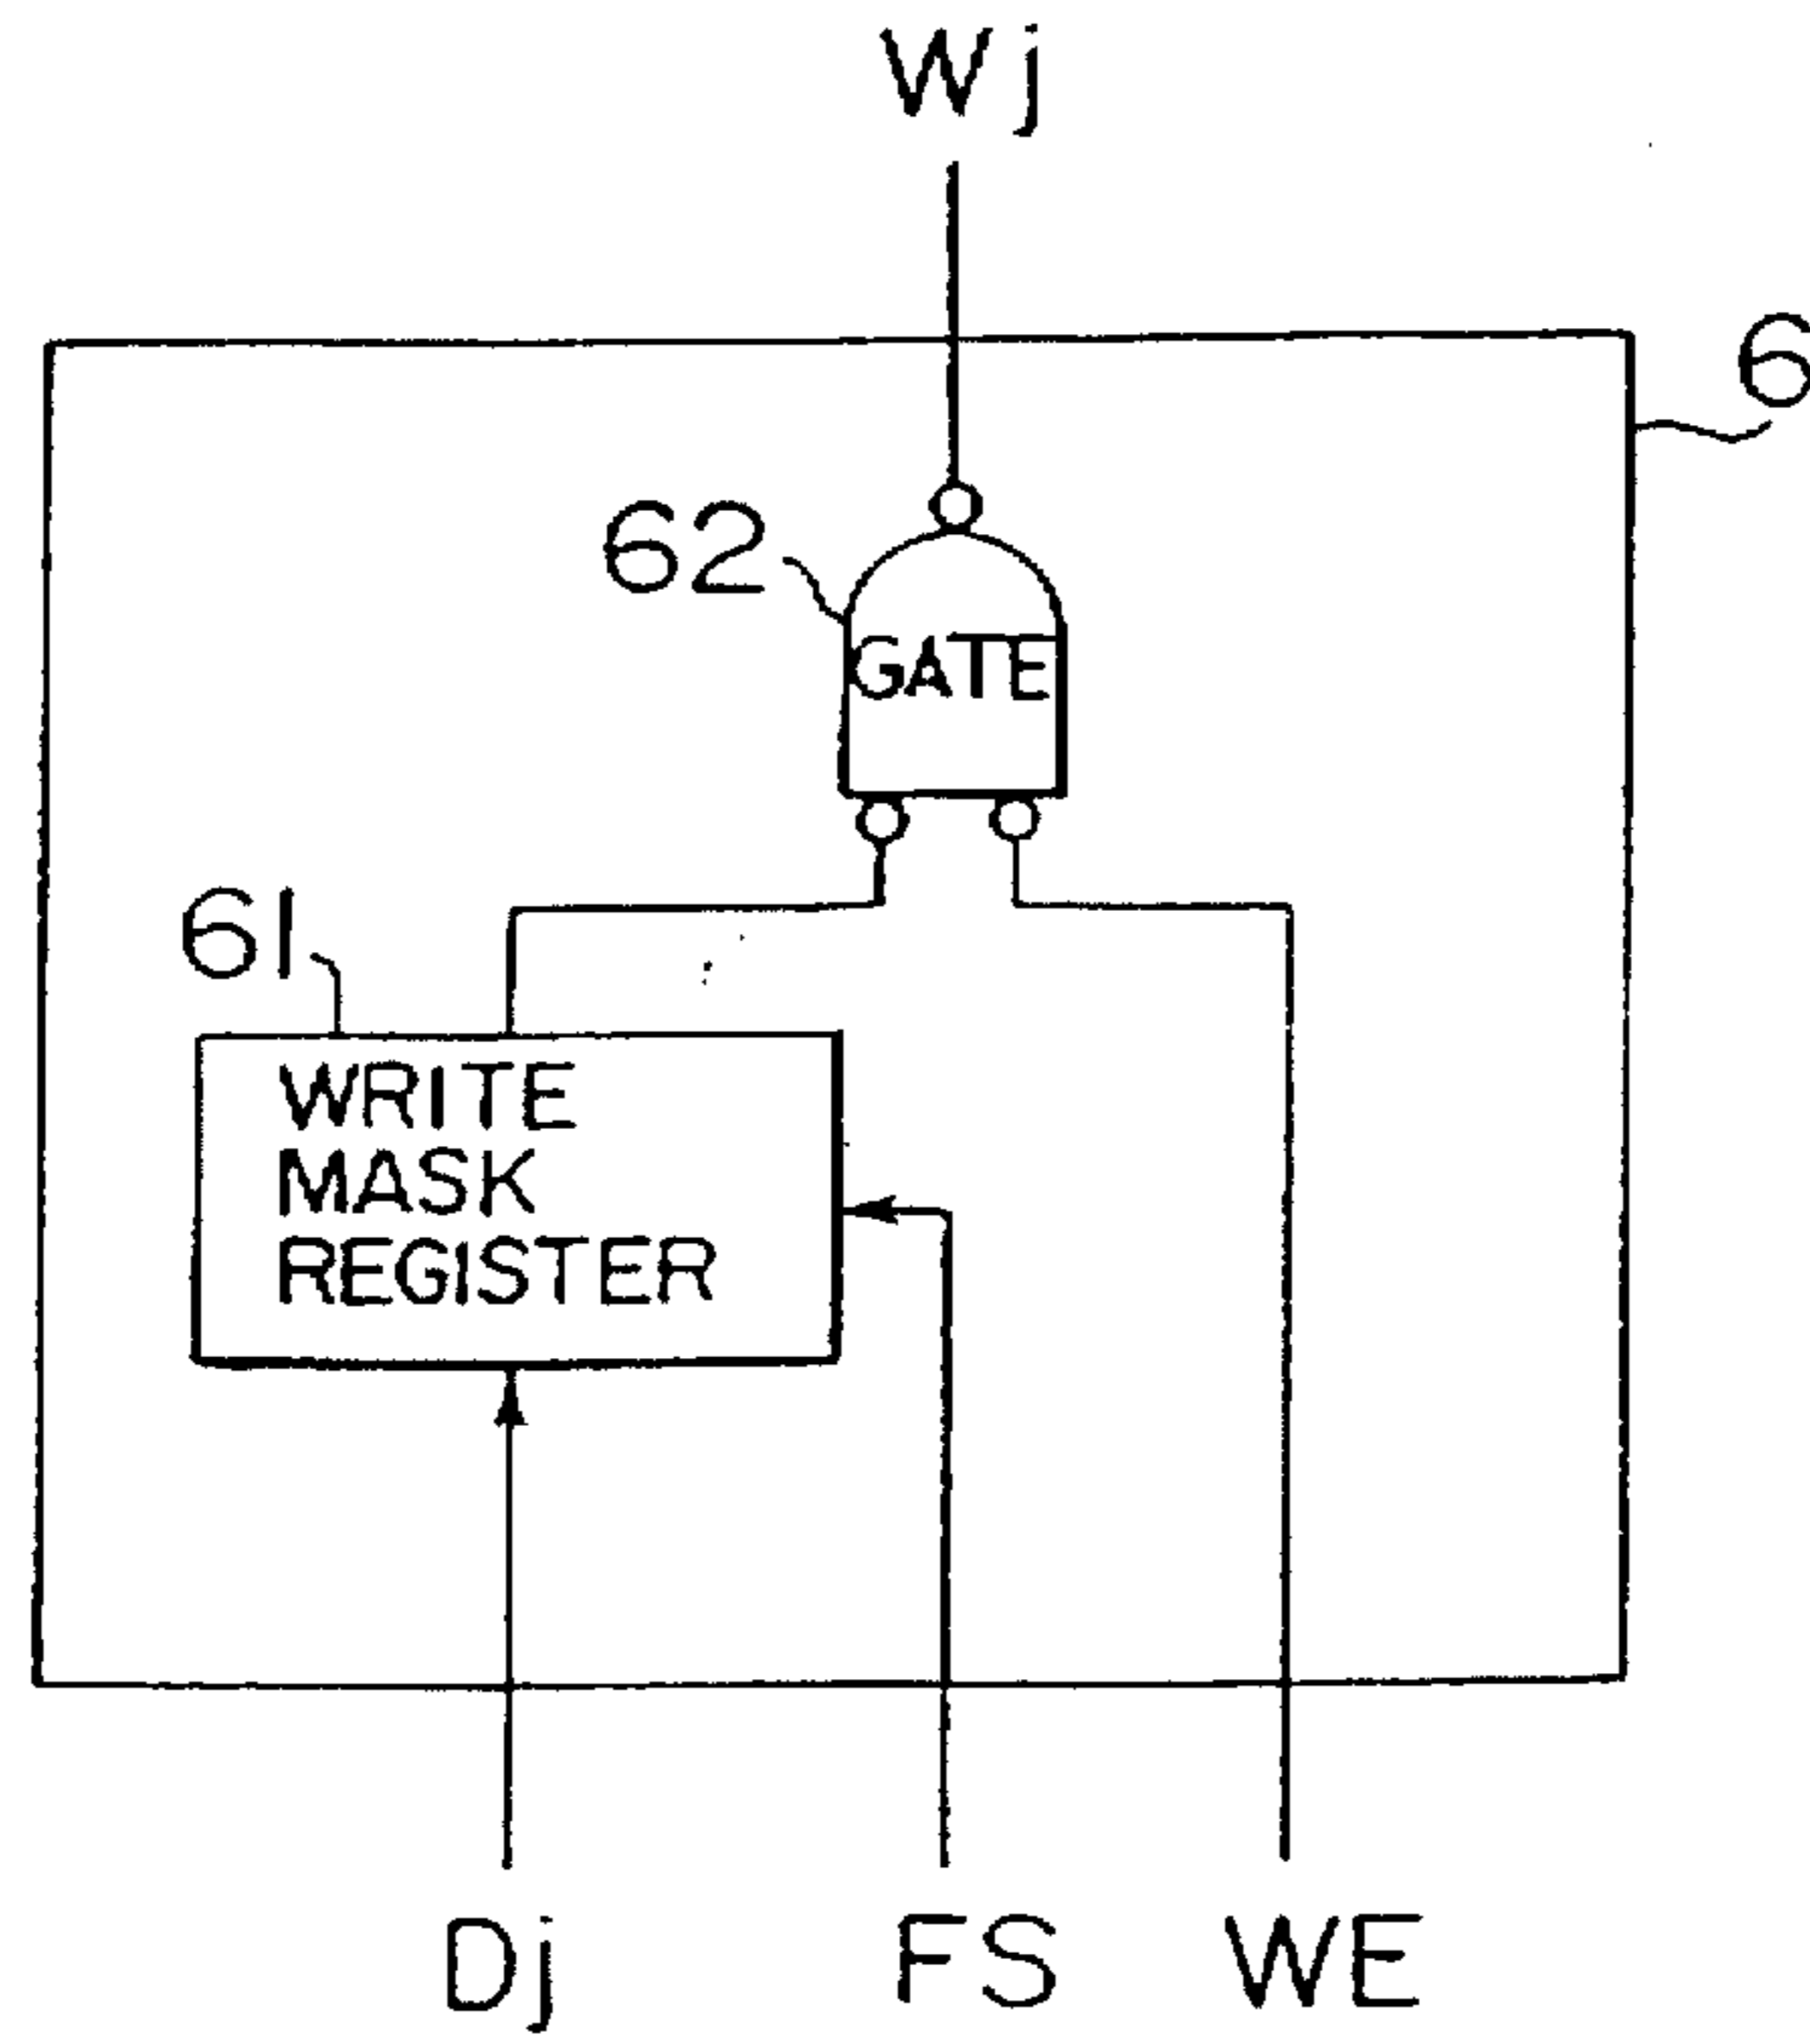 Wj
6
62
GATE
61
WRITE
MASK
REGISTER
Dj FS WE